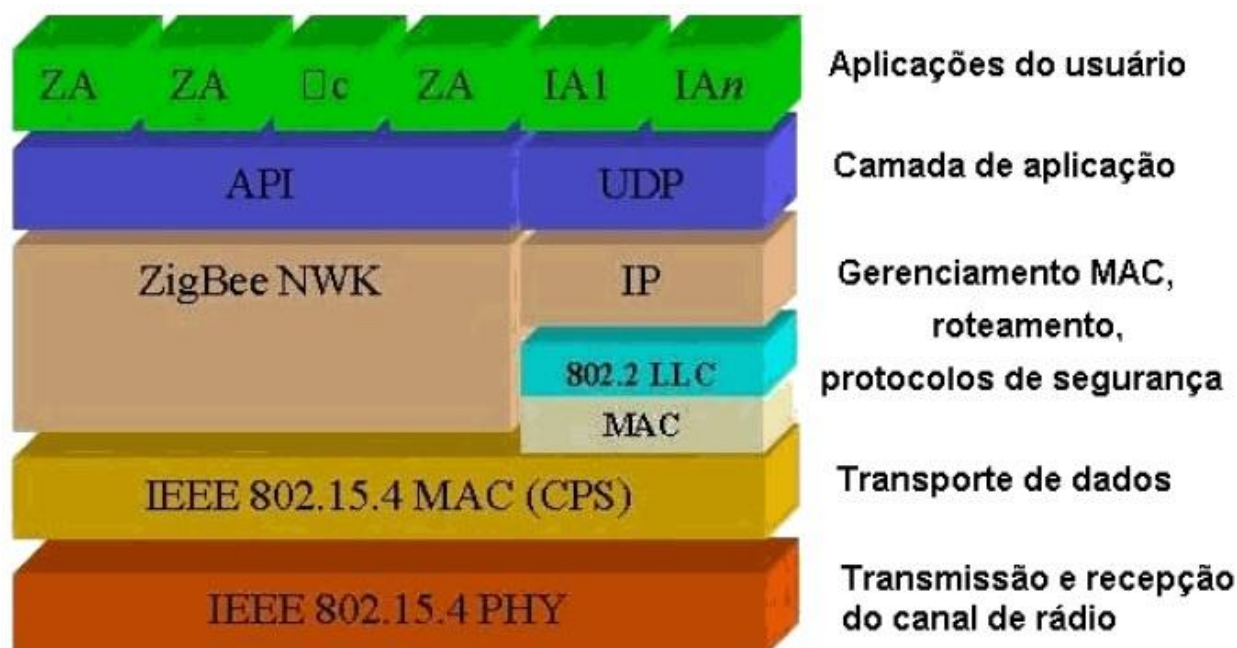 ZA ZA □c ZA IA1 IAn
Aplicações do usuário
API UDP
Camada de aplicação
ZigBee NWK IP
802.2 LLC
MAC
Gerenciamento MAC,
roteamento,
protocolos de segurança
IEEE 802.15.4 MAC (CPS)
Transporte de dados
IEEE 802.15.4 PHY
Transmissão e recepção
do canal de rádio